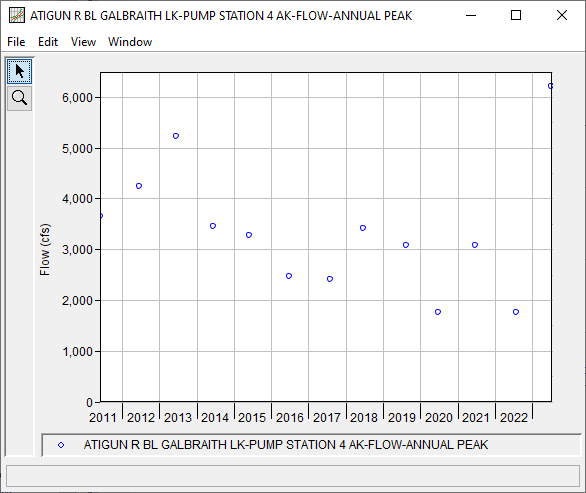 ATIGUN R BL GALBRAITH LK-PUMP STATION 4 AK-FLOW-ANNUAL PEAK
File Edit View Window
6,000
5,000
4,000
3,000
2,000
1,000
0
Flow (cfs)
2011 2012 2013 2014 2015 2016 2017 2018 2019 2020 2021 2022
ATIGUN R BL GALBRAITH LK-PUMP STATION 4 AK-FLOW-ANNUAL PEAK